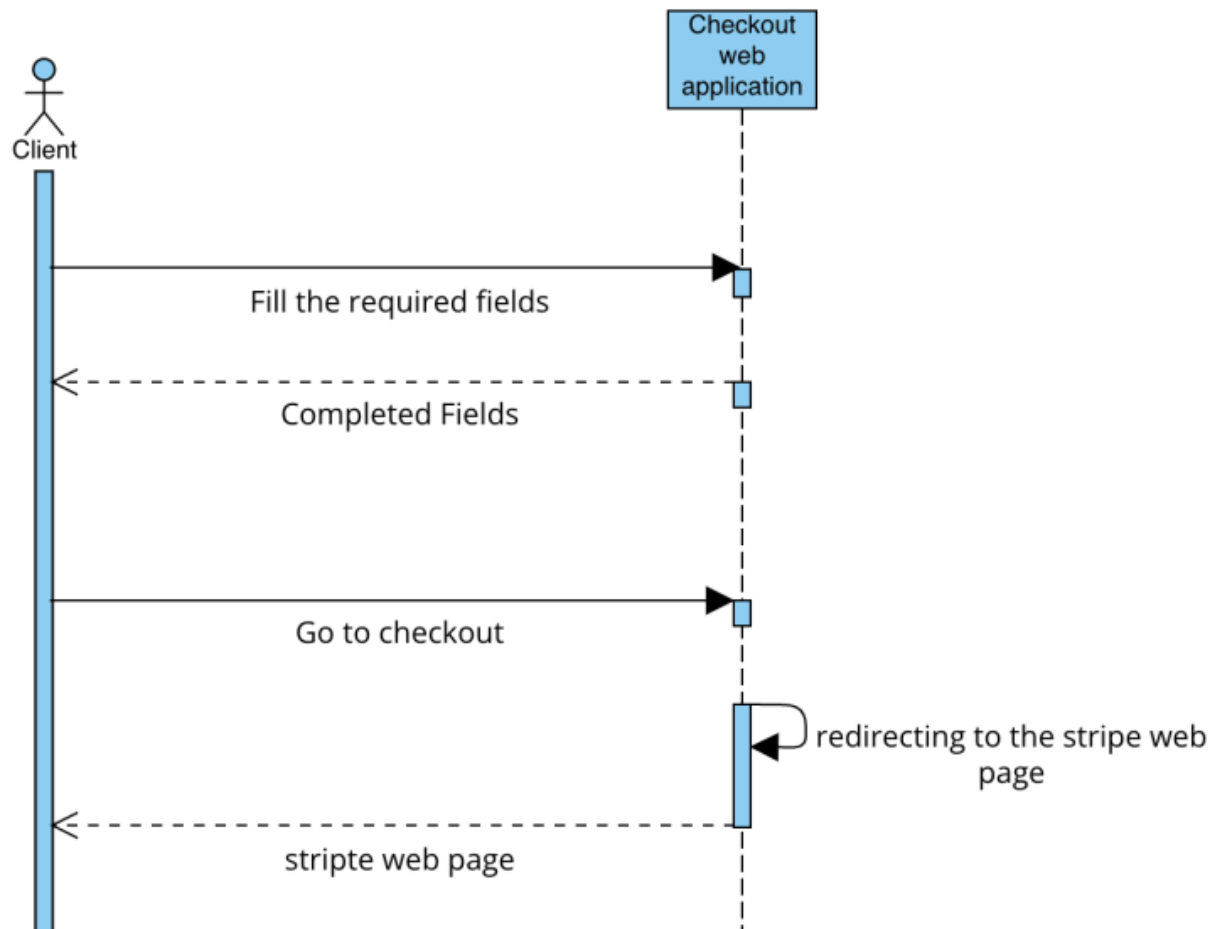 Checkout
web
application
Client
Fill the required fields
Completed Fields
Go to checkout
redirecting to the stripe web
page
stripte web page